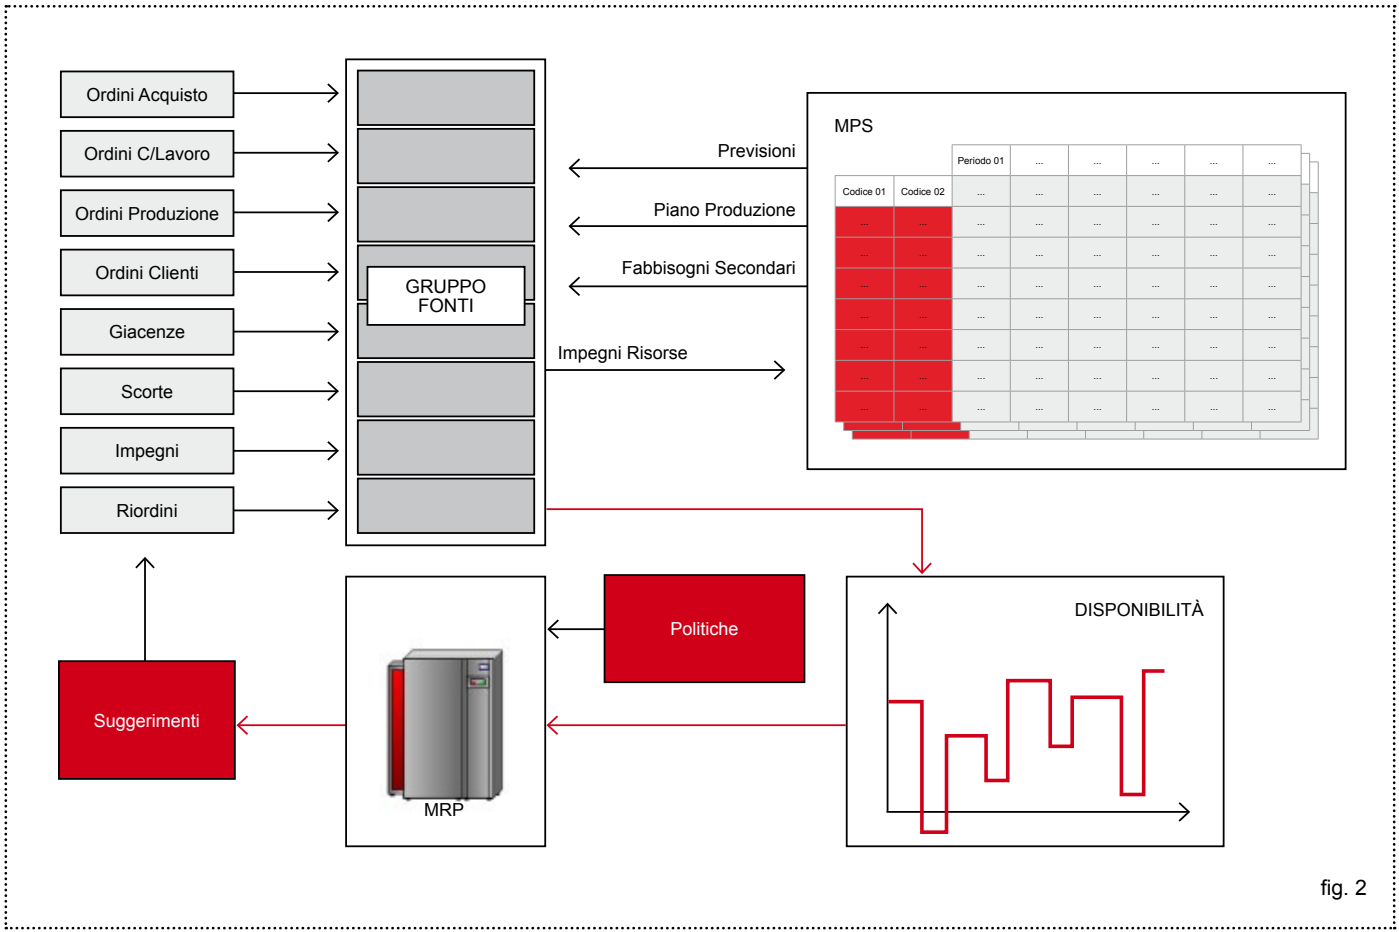 Ordini Acquisto
Ordini C/Lavoro
Ordini Produzione
Ordini Clienti
Giacenze
Scorte
Impegni
Riordini
GRUPPO
FONTI
Previsioni
Piano Produzione
Fabbisogni Secondari
Impegni Risorse
MPS
Periodo 01 ... ... ... ... ...
Codice 01 Codice 02 ... ... ... ... ... ...
... ... ... ... ... ... ... ...
... ... ... ... ... ... ... ...
... ... ... ... ... ... ... ...
... ... ... ... ... ... ... ...
... ... ... ... ... ... ... ...
... ... ... ... ... ... ... ...
... ... ... ... ... ... ... ...
Suggerimenti
MRP
Politiche
DISPONIBILITÀ
fig. 2